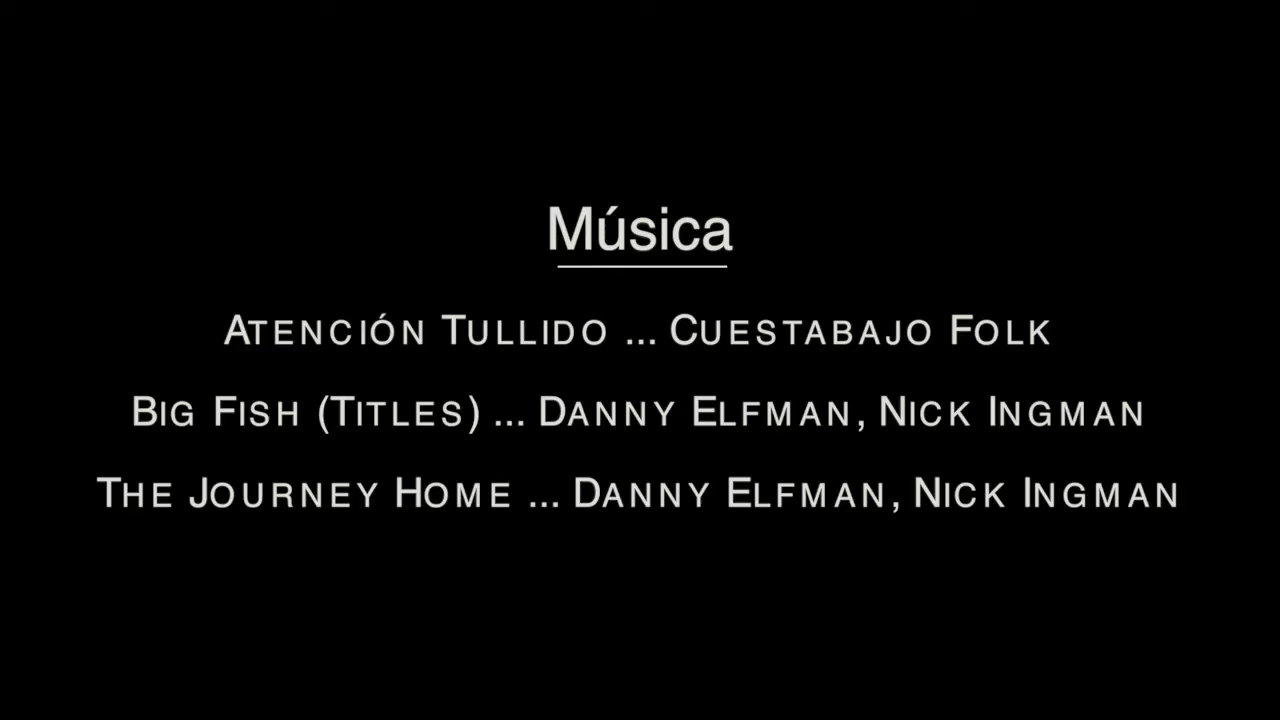 Música
Atención Tullido ... Cuestabajo Folk
Big Fish (Titles) ... Danny Elfman, Nick Ingman
The Journey Home ... Danny Elfman, Nick Ingman